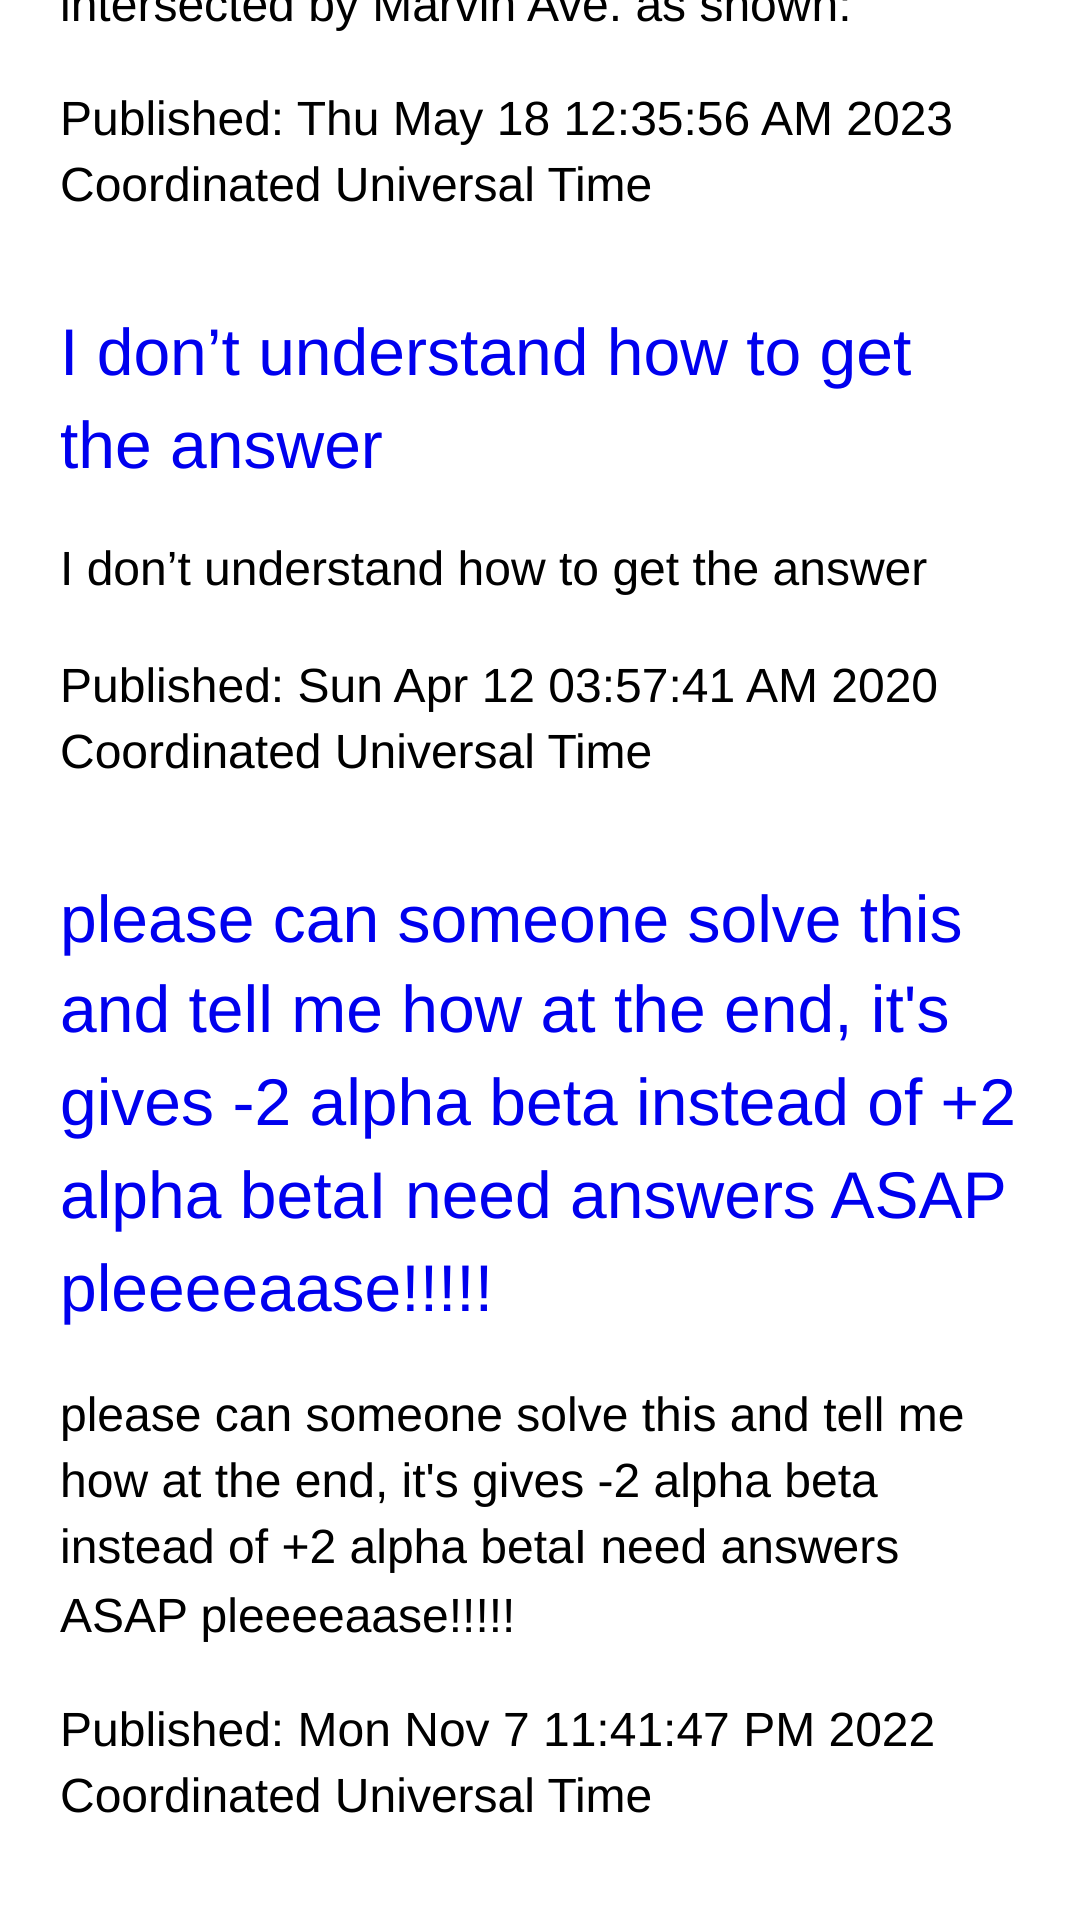 intersected by Marvin Ave. as shown:
Published: Thu May 18 12:35:56 AM 2023
Coordinated Universal Time
I don’t understand how to get
the answer
I don’t understand how to get the answer
Published: Sun Apr 12 03:57:41 AM 2020
Coordinated Universal Time
please can someone solve this
and tell me how at the end, it's
gives -2 alpha beta instead of +2
alpha betaI need answers ASAP
pleeeeaase!!!!!
please can someone solve this and tell me
how at the end, it's gives -2 alpha beta
instead of +2 alpha betaI need answers
ASAP pleeeeaase!!!!!
Published: Mon Nov 7 11:41:47 PM 2022
Coordinated Universal Time